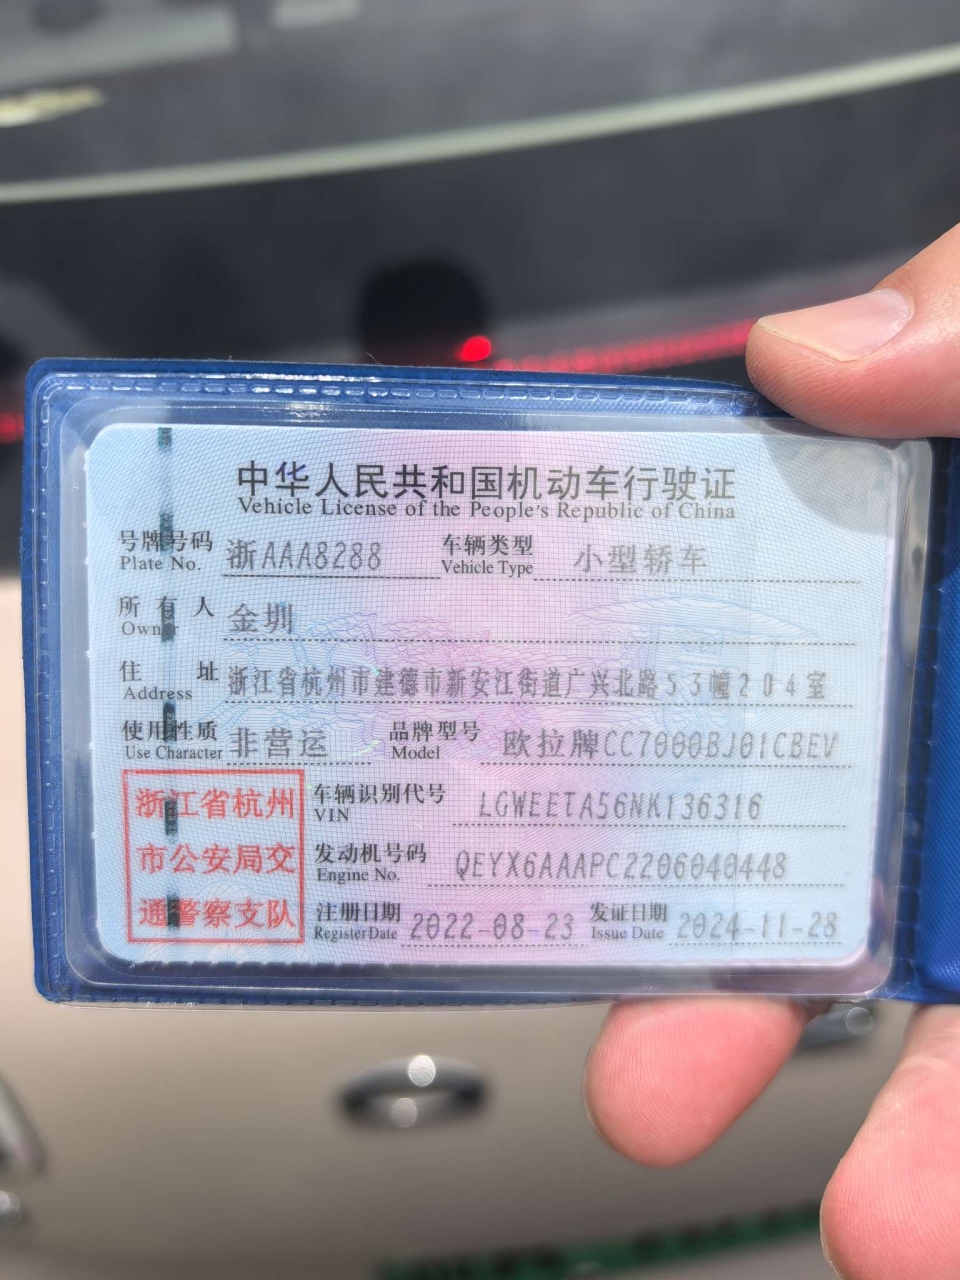 中华人民共和国机动车行驶证
Vehicle License of the People's Republic of China
号牌号码 浙AAA8288 车辆类型 小型轿车
Plate No. Vehicle Type
所有人 金圳
Owner
住址 浙江省杭州市建德市新安江街道广兴北路53幢204室
Address
使用性质 非营运 品牌型号 欧拉牌CC7000BJ01CBEV
Use Character Model
浙江省杭州 车辆识别代号 LGWEETA56NK136316
VIN
市公安局交 发动机号码 QEYX6AAAPC2206040448
Engine No.
通警察支队 注册日期 2022-08-23 发证日期 2024-11-28
Register Date Issue Date